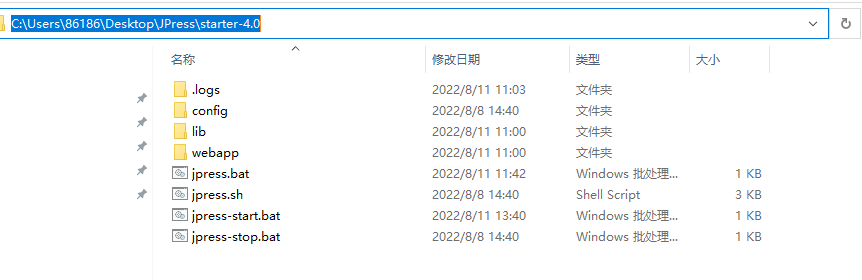 C:\Users\86186\Desktop\JPress\starter-4.0
名称 修改日期 类型 大小
.logs 2022/8/11 11:03 文件夹
config 2022/8/8 14:40 文件夹
lib 2022/8/11 11:00 文件夹
webapp 2022/8/11 11:00 文件夹
jpress.bat 2022/8/11 11:42 Windows 批处理... 1 KB
jpress.sh 2022/8/8 14:40 Shell Script 3 KB
jpress-start.bat 2022/8/11 13:40 Windows 批处理... 1 KB
jpress-stop.bat 2022/8/8 14:40 Windows 批处理... 1 KB